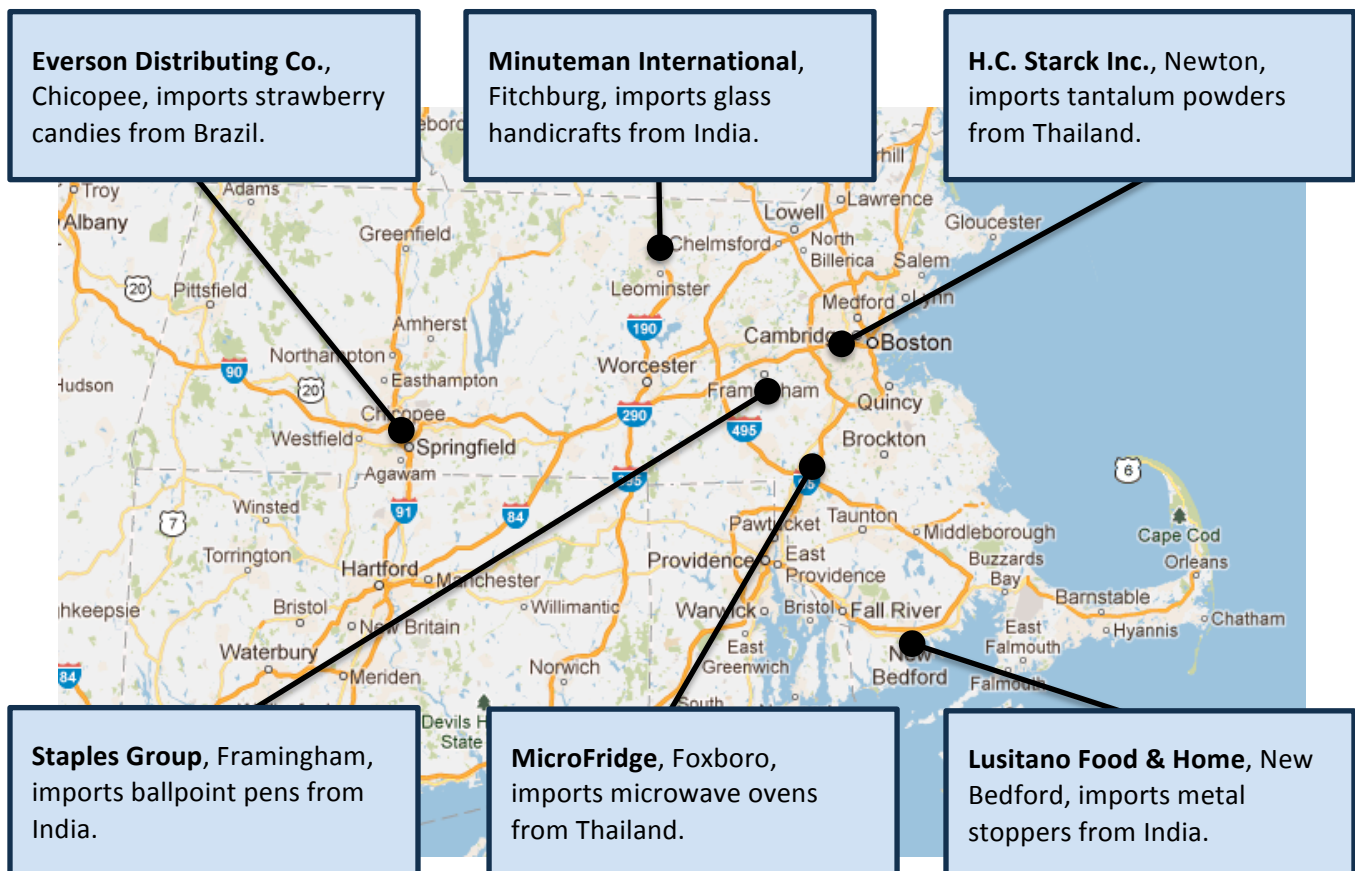 Everson Distributing Co.,
Chicopee, imports strawberry
candies from Brazil.
Minuteman International,
Fitchburg, imports glass
handicrafts from India.
H.C. Starck Inc., Newton,
imports tantalum powders
from Thailand.
Troy
Adams
Albany
Greenfield
Lowell
Lawrence
Gloucester
Chelmsford
North
Billerica
Salem
20
Pittsfield
Leominster
Medford
Lynn
Amherst
190
Boston
Northampton
Worcester
90
20
Easthampton
Hudson
Quincy
Chicopee
290
Westfield
Springfield
495
Brockton
Agawam
6
Winsted
91
84
7
Pawtucket
Taunton
Middleborough
Cape Cod
Torrington
Providence
East
Providence
Buzzards
Bay
Orleans
Hartford
Manchester
Bristol
Willimantic
Warwick
Bristol
Fall River
Barnstable
Chatham
New Britain
East
Greenwich
East
Falmouth
Hyannis
Waterbury
Norwich
New
Bedford
Falmouth
84
Meriden
South
Devils
State
Staples Group, Framingham,
imports ballpoint pens from
India.
MicroFridge, Foxboro,
imports microwave ovens
from Thailand.
Lusitano Food & Home, New
Bedford, imports metal
stoppers from India.